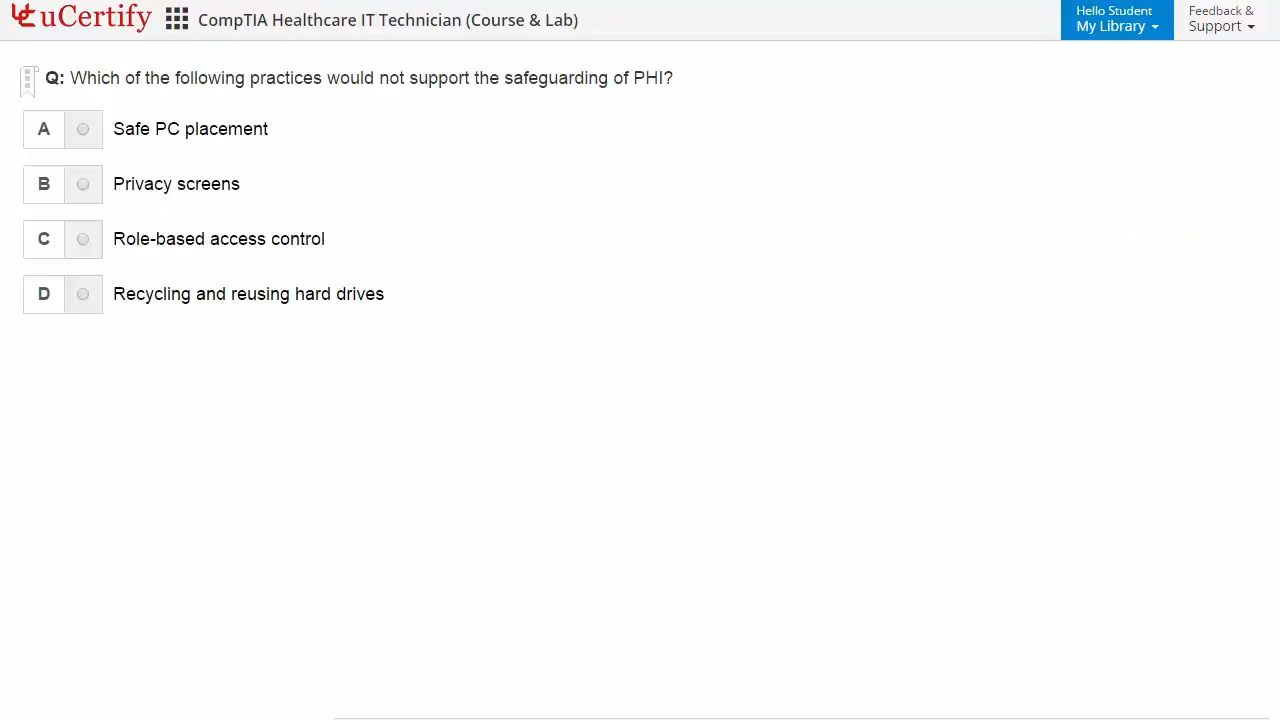 uCertify
CompTIA Healthcare IT Technician (Course & Lab)
Hello Student
My Library
Feedback &
Support
Q: Which of the following practices would not support the safeguarding of PHI?
A Safe PC placement
B Privacy screens
C Role-based access control
D Recycling and reusing hard drives